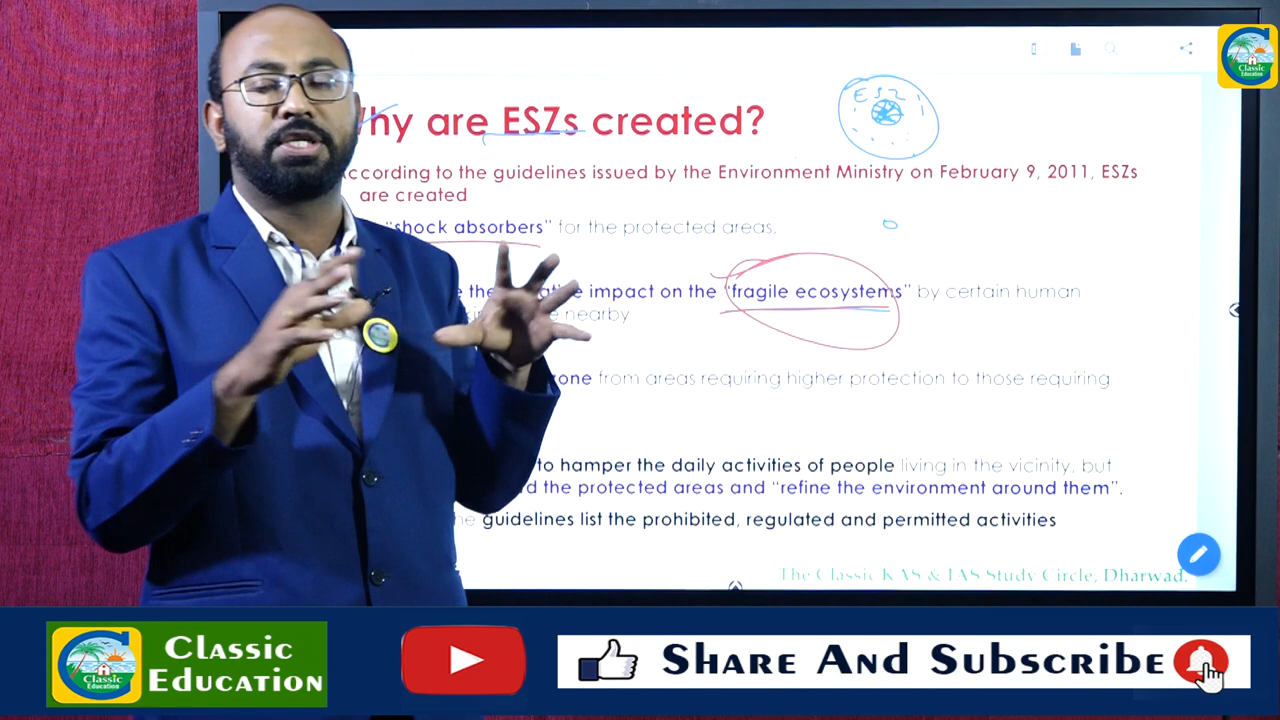 Why are ESZs created?
ESZ
According to the guidelines issued by the Environment Ministry on February 9, 2011, ESZs
are created
"shock absorbers" for the protected areas.
the negative impact on the "fragile ecosystems" by certain human
nearby
zone from areas requiring higher protection to those requiring
to hamper the daily activities of people living in the vicinity, but
the protected areas and "refine the environment around them".
guidelines list the prohibited, regulated and permitted activities
The Classic KAS & IAS Study Circle, Dharwad.
Classic
Education
Classic
Education
Classic
Education
Share And Subscribe